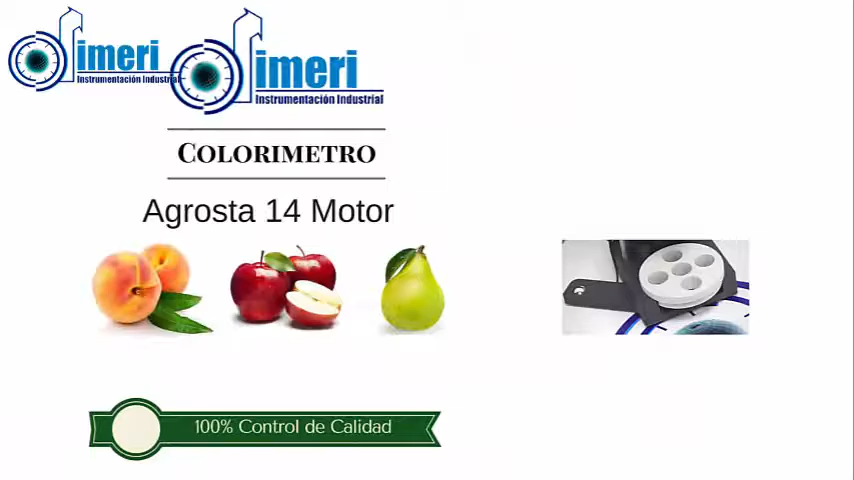 imeri
Instrumentación Industrial
imeri
Instrumentación Industrial
COLORIMETRO
Agrosta 14 Motor
100% Control de Calidad